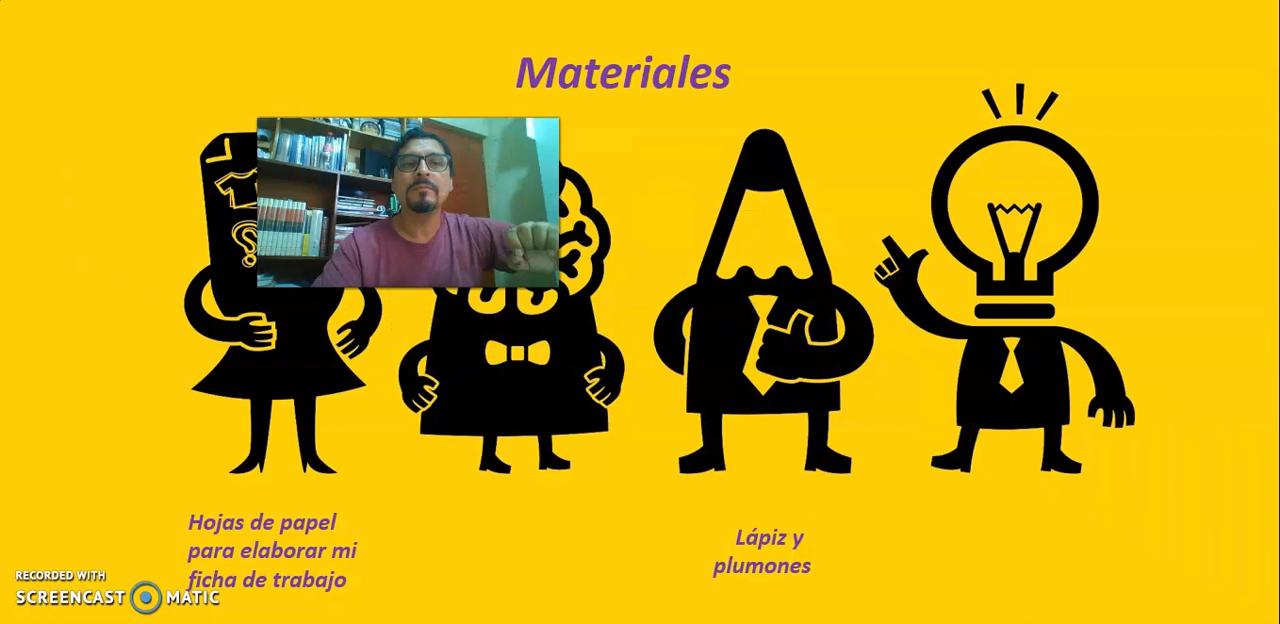 Materiales
Hojas de papel
para elaborar mi
ficha de trabajo
Lápiz y
plumones
RECORDED WITH
SCREENCAST MATIC